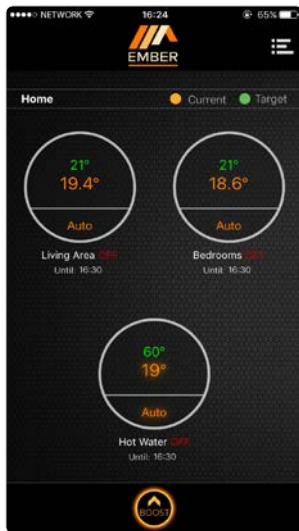 NETWORK 16:24 65%
EMBER
Home Current Target
21° 21°
19.4° 18.6°
Auto Auto
Living Area OFF Bedrooms OFF
Until: 16:30 Until: 16:30
60°
19°
Auto
Hot Water OFF
Until: 16:30
BOOST